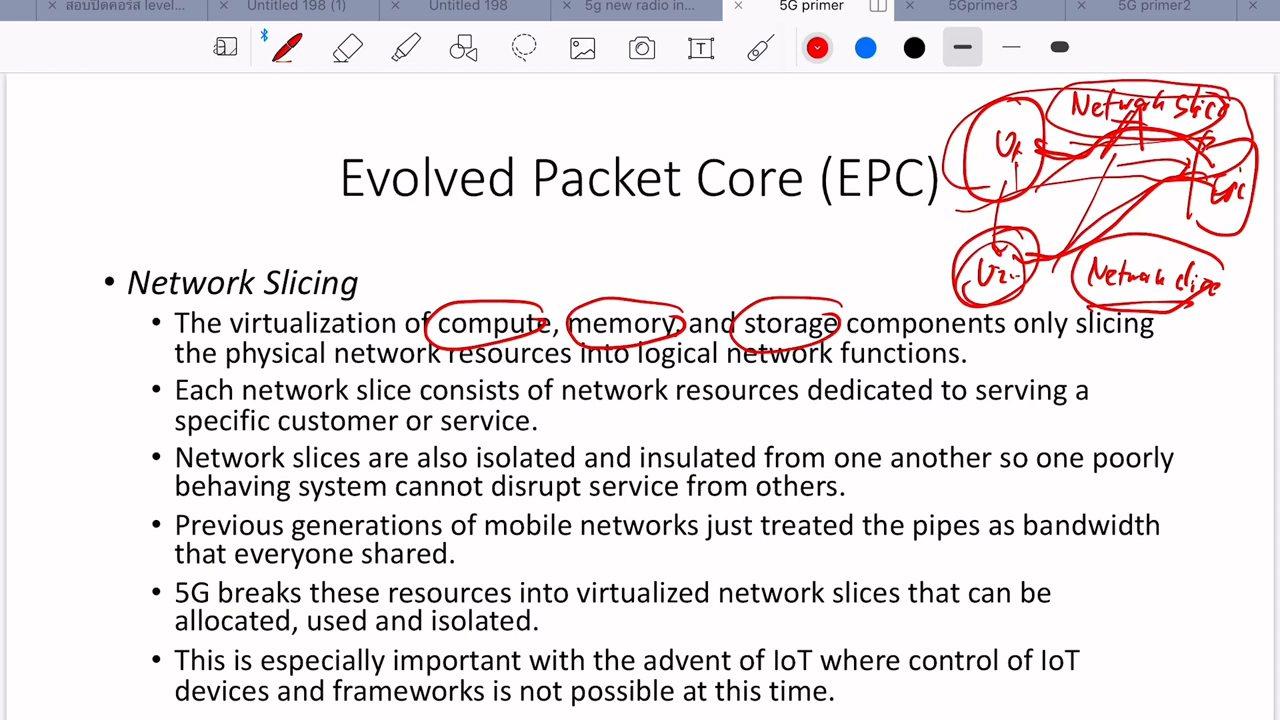 สอบปิดคอร์ส level...
Untitled 198 (1)
Untitled 198
5g new radio in...
5G primer
5Gprimer3
5G primer2
T
Network slice
Epc
Network slice
Evolved Packet Core (EPC)
• Network Slicing
• The virtualization of compute, memory, and storage components only slicing
the physical network resources into logical network functions.
• Each network slice consists of network resources dedicated to serving a
specific customer or service.
• Network slices are also isolated and insulated from one another so one poorly
behaving system cannot disrupt service from others.
• Previous generations of mobile networks just treated the pipes as bandwidth
that everyone shared.
• 5G breaks these resources into virtualized network slices that can be
allocated, used and isolated.
• This is especially important with the advent of IoT where control of IoT
devices and frameworks is not possible at this time.